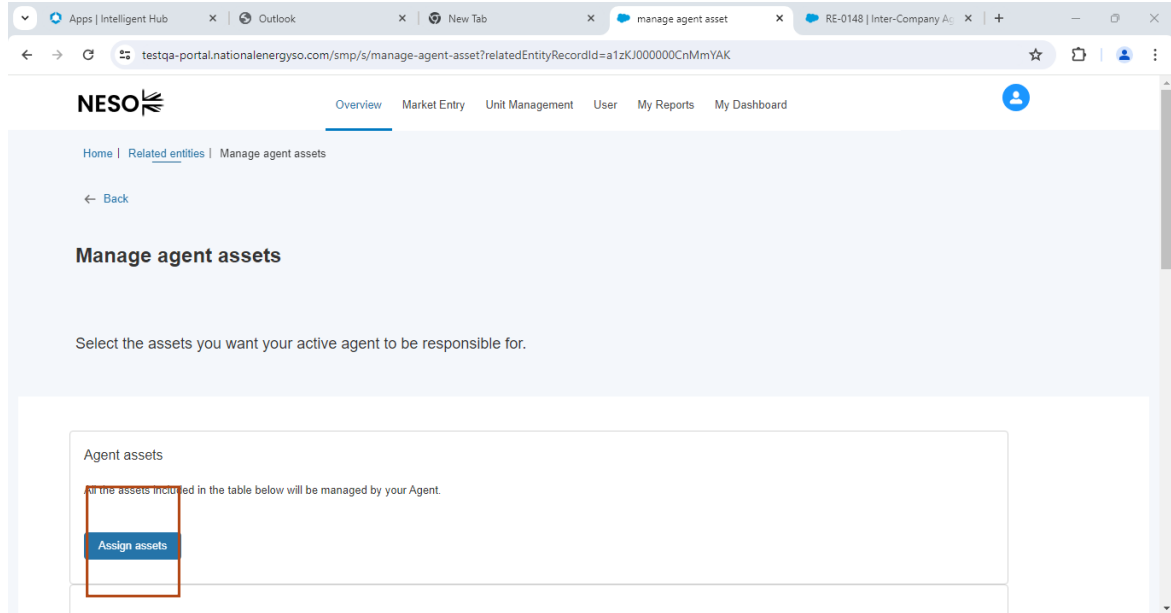 Apps | Intelligent Hub
Outlook
New Tab
manage agent asset
RE-0148 | Inter-Company Ag
testqa-portal.nationalenergyso.com/smp/s/manage-agent-asset?relatedEntityRecordId=a1zKJ000000CnMmYAK
NESO
Overview Market Entry Unit Management User My Reports My Dashboard
Home | Related entities | Manage agent assets
← Back
Manage agent assets
Select the assets you want your active agent to be responsible for.
Agent assets
All the assets included in the table below will be managed by your Agent.
Assign assets